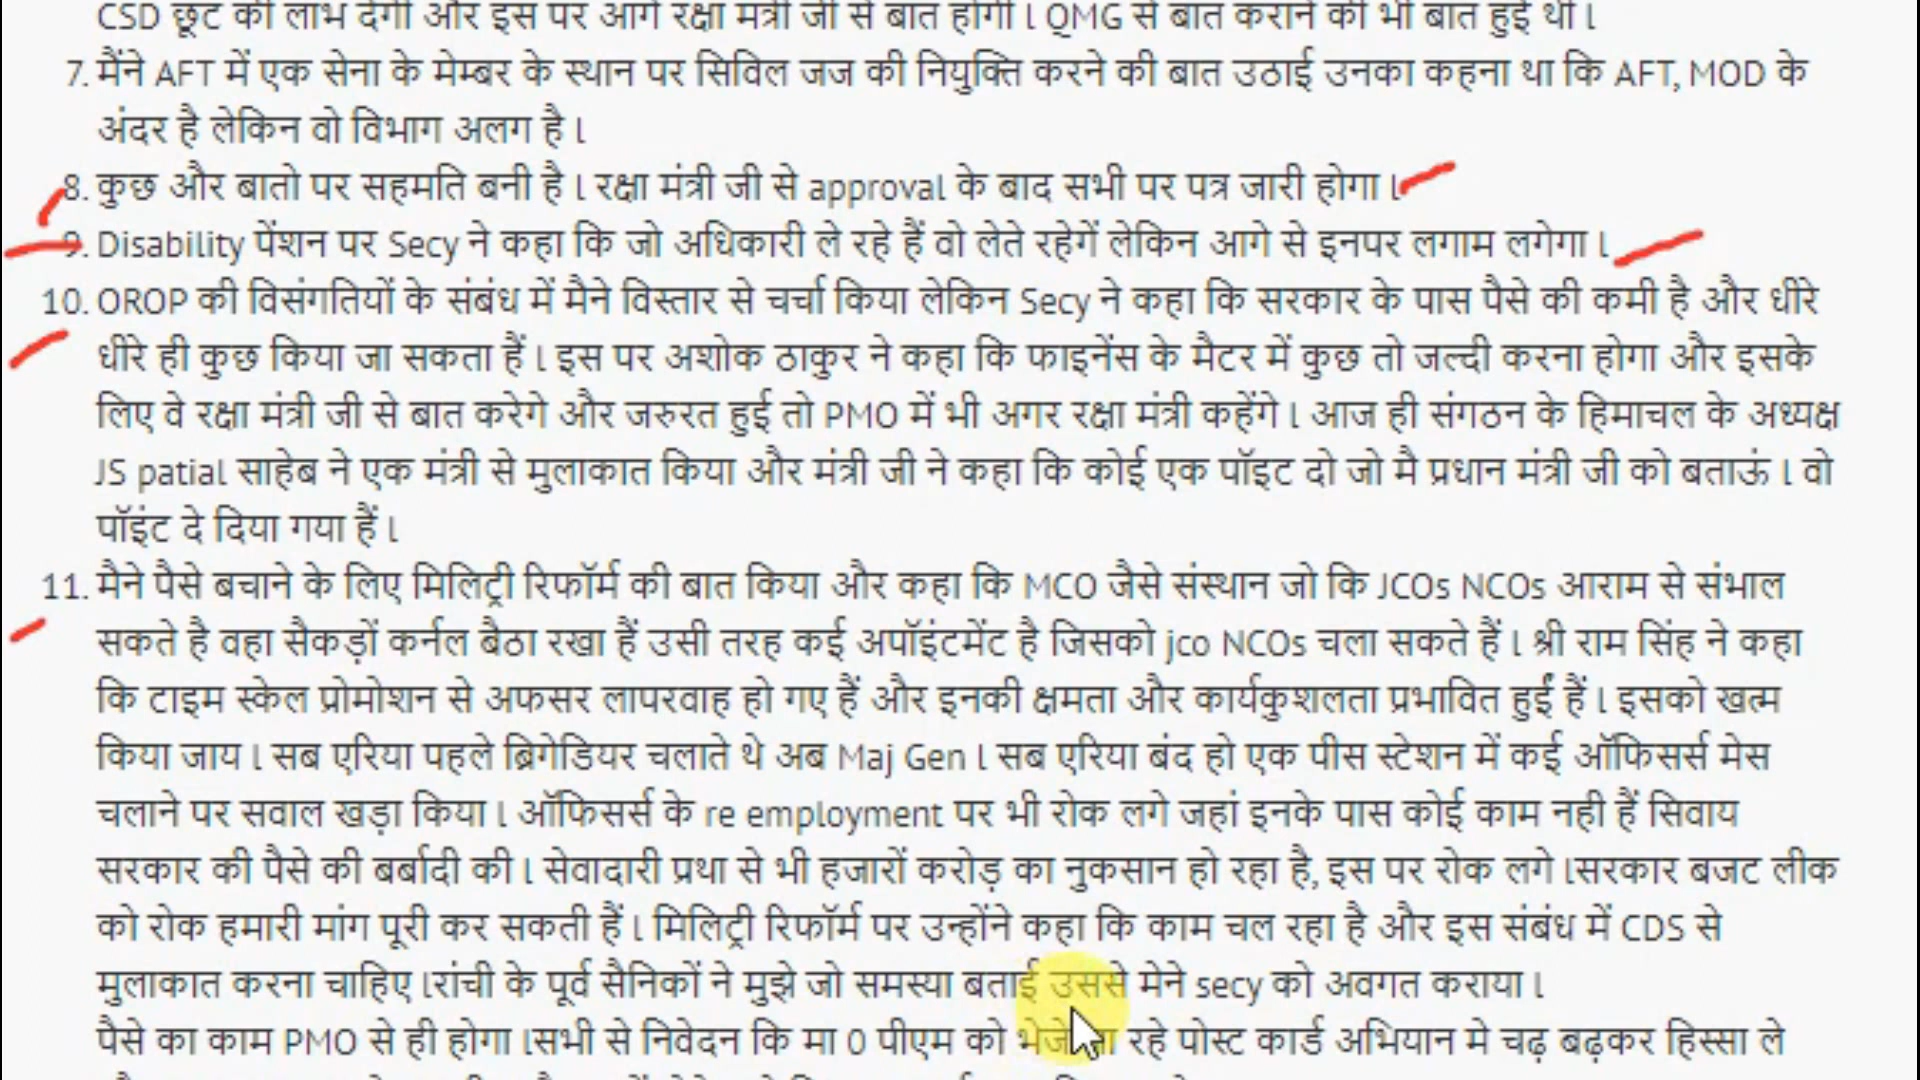 CSD छूट का लाभ देगी और इस पर आगे रक्षा मंत्री जी से बात होगी l QMG से बात कराने की भी बात हुई थी l
7. मैंने AFT में एक सेना के मेम्बर के स्थान पर सिविल जज की नियुक्ति करने की बात उठाई उनका कहना था कि AFT, MOD के
अंदर है लेकिन वो विभाग अलग है l
8. कुछ और बातो पर सहमति बनी है l रक्षा मंत्री जी से approval के बाद सभी पर पत्र जारी होगा l
9. Disability पेंशन पर Secy ने कहा कि जो अधिकारी ले रहे हैं वो लेते रहेगें लेकिन आगे से इनपर लगाम लगेगा l
10. OROP की विसंगतियों के संबंध में मैने विस्तार से चर्चा किया लेकिन Secy ने कहा कि सरकार के पास पैसे की कमी है और धीरे
धीरे ही कुछ किया जा सकता हैं l इस पर अशोक ठाकुर ने कहा कि फाइनेंस के मैटर में कुछ तो जल्दी करना होगा और इसके
लिए वे रक्षा मंत्री जी से बात करेगे और जरुरत हुई तो PMO में भी अगर रक्षा मंत्री कहेंगे l आज ही संगठन के हिमाचल के अध्यक्ष
JS patial साहेब ने एक मंत्री से मुलाकात किया और मंत्री जी ने कहा कि कोई एक पॉइट दो जो मै प्रधान मंत्री जी को बताऊं l वो
पॉइंट दे दिया गया हैं l
11. मैने पैसे बचाने के लिए मिलिट्री रिफॉर्म की बात किया और कहा कि MCO जैसे संस्थान जो कि JCOs NCOs आराम से संभाल
सकते है वहा सैकड़ों कर्नल बैठा रखा हैं उसी तरह कई अपॉइंटमेंट है जिसको jco NCOs चला सकते हैं l श्री राम सिंह ने कहा
कि टाइम स्केल प्रोमोशन से अफसर लापरवाह हो गए हैं और इनकी क्षमता और कार्यकुशलता प्रभावित हुईं हैं l इसको खत्म
किया जाय l सब एरिया पहले ब्रिगेडियर चलाते थे अब Maj Gen l सब एरिया बंद हो एक पीस स्टेशन में कई ऑफिसर्स मेस
चलाने पर सवाल खड़ा किया l ऑफिसर्स के re employment पर भी रोक लगे जहां इनके पास कोई काम नही हैं सिवाय
सरकार की पैसे की बर्बादी की l सेवादारी प्रथा से भी हजारों करोड़ का नुकसान हो रहा है, इस पर रोक लगे lसरकार बजट लीक
को रोक हमारी मांग पूरी कर सकती हैं l मिलिट्री रिफॉर्म पर उन्होंने कहा कि काम चल रहा है और इस संबंध में CDS से
मुलाकात करना चाहिए lरांची के पूर्व सैनिकों ने मुझे जो समस्या बताई उससे मेने secy को अवगत कराया l
पैसे का काम PMO से ही होगा lसभी से निवेदन कि मा 0 पीएम को रहे पोस्ट कार्ड अभियान मे चढ़ बढ़कर हिस्सा ले